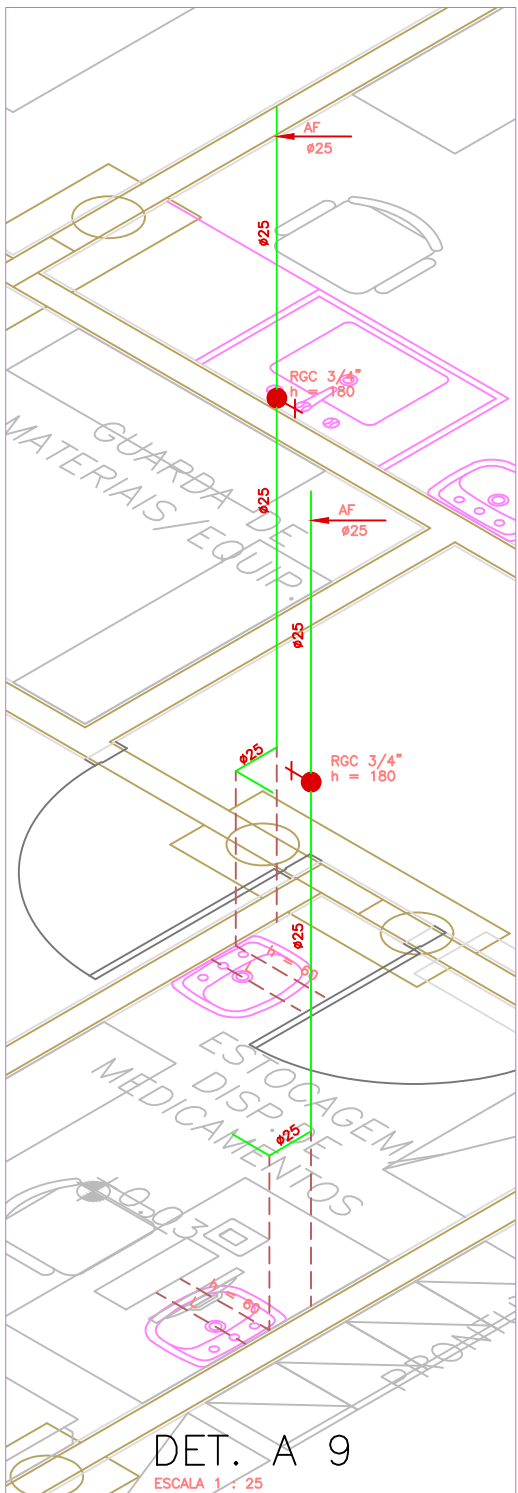 AF
ø25
ø25
RGC 3/4"
h = 180
GUARDA DE
MATERIAIS/EQUIP.
ø25
AF
ø25
ø25
ø25
RGC 3/4"
h = 180
ø25
h = 60
ESTOCAGEM
DISP. DE
MEDICAMENTOS
ø25
+0.03
h = 60
DET. A 9
ESCALA 1 : 25